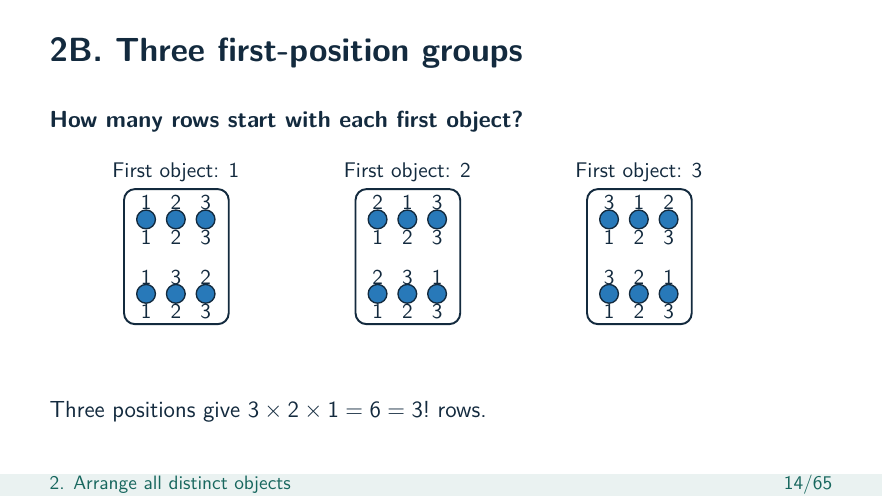 2B. Three first-position groups
How many rows start with each first object?
First object: 1
1 2 3
1 2 3
1 3 2
1 2 3
First object: 2
2 1 3
1 2 3
2 3 1
1 2 3
First object: 3
3 1 2
1 2 3
3 2 1
1 2 3
Three positions give 3 × 2 × 1 = 6 = 3! rows.
2. Arrange all distinct objects
14/65